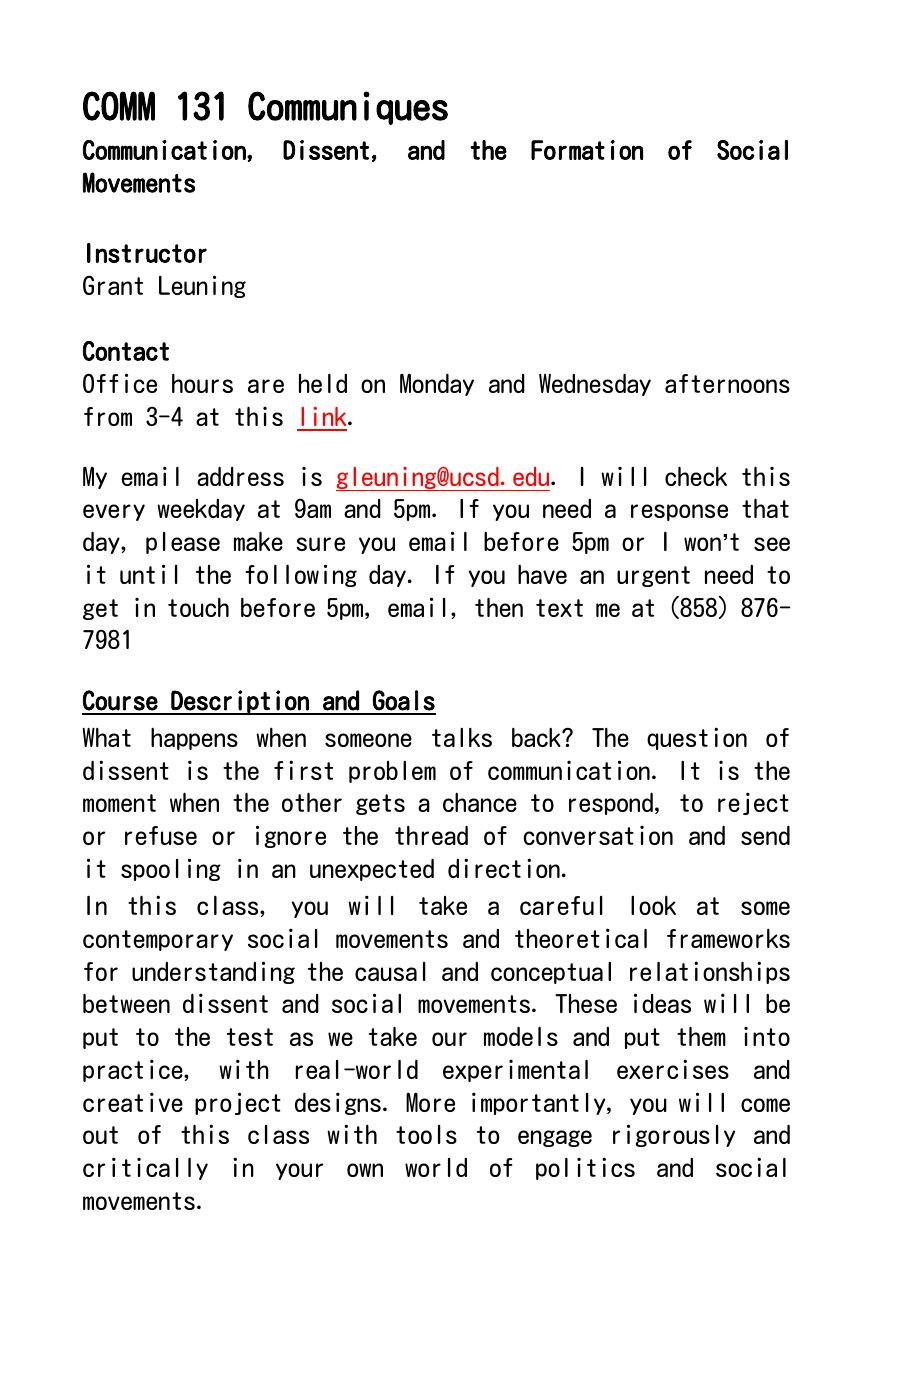 COMM 131 Communiques
Communication, Dissent, and the Formation of Social
Movements
Instructor
Grant Leuning
Contact
Office hours are held on Monday and Wednesday afternoons
from 3-4 at this link.
My email address is gleuning@ucsd.edu. I will check this
every weekday at 9am and 5pm. If you need a response that
day, please make sure you email before 5pm or I won't see
it until the following day. If you have an urgent need to
get in touch before 5pm, email, then text me at (858) 876-
7981
Course Description and Goals
What happens when someone talks back? The question of
dissent is the first problem of communication. It is the
moment when the other gets a chance to respond, to reject
or refuse or ignore the thread of conversation and send
it spooling in an unexpected direction.
In this class, you will take a careful look at some
contemporary social movements and theoretical frameworks
for understanding the causal and conceptual relationships
between dissent and social movements. These ideas will be
put to the test as we take our models and put them into
practice, with real-world experimental exercises and
creative project designs. More importantly, you will come
out of this class with tools to engage rigorously and
critically in your own world of politics and social
movements.